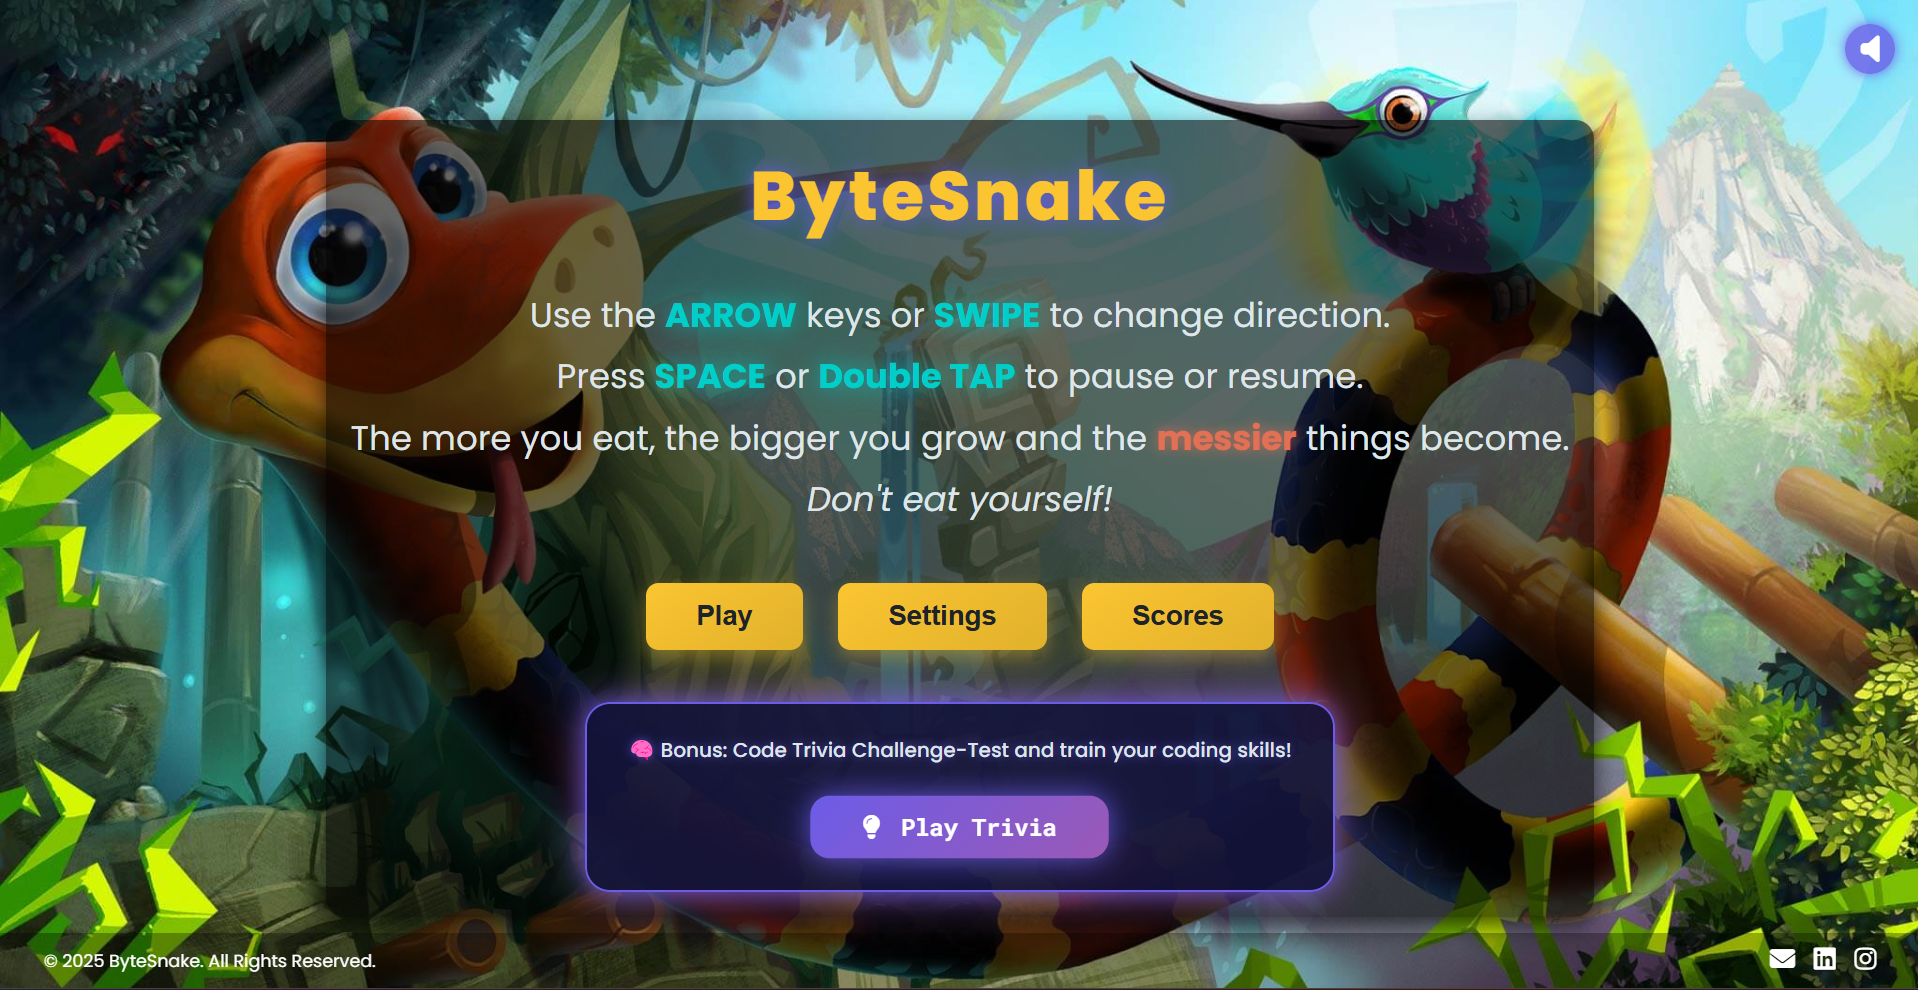 ByteSnake
Use the ARROW keys or SWIPE to change direction.
Press SPACE or Double TAP to pause or resume.
The more you eat, the bigger you grow and the messier things become.
Don't eat yourself!
Play
Settings
Scores
🧠 Bonus: Code Trivia Challenge-Test and train your coding skills!
Play Trivia
© 2025 ByteSnake. All Rights Reserved.